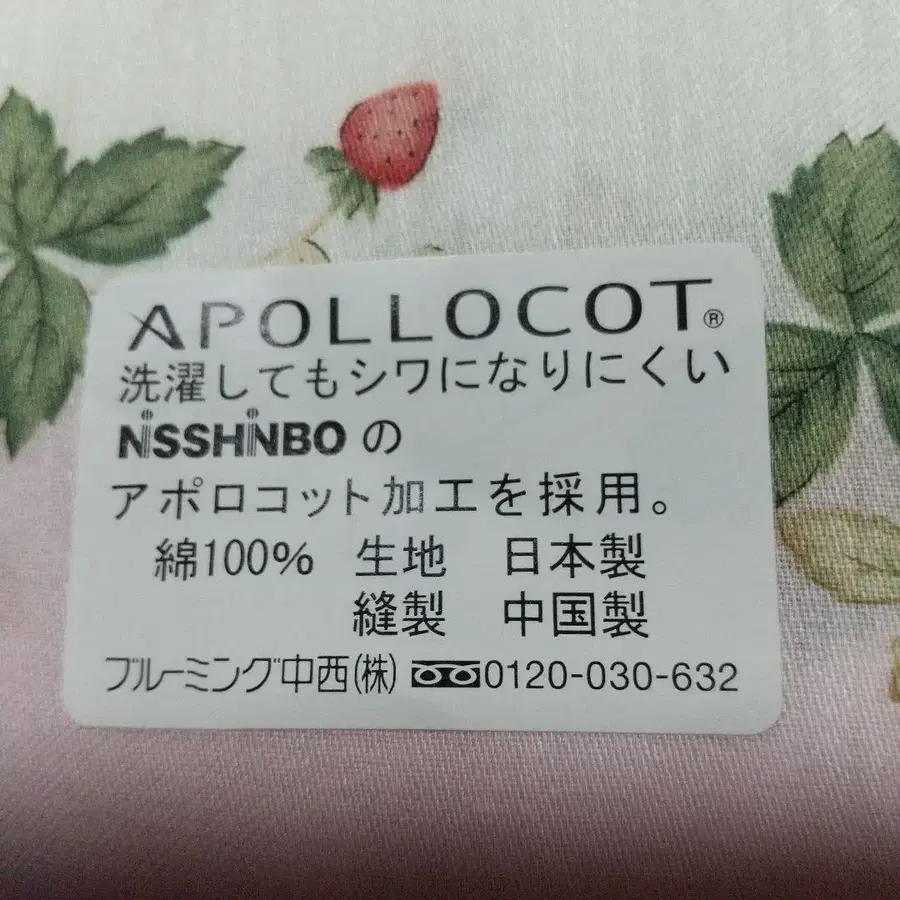 APOLLOCOT®
洗濯してもシワになりにくい
NISSHINBOの
アポロコット加工を採用。
綿100% 生地 日本製
縫製 中国製
ブルーミング中西(株) 0120-030-632